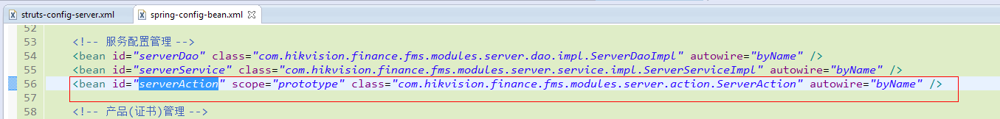 struts-config-server.xml
spring-config-bean.xml
52
53 <!-- 服务配置管理 -->
54 <bean id="serverDao" class="com.hikvision.finance.fms.modules.server.dao.impl.ServerDaoImpl" autowire="byName" />
55 <bean id="serverService" class="com.hikvision.finance.fms.modules.server.service.impl.ServerServiceImpl" autowire="byName" />
56 <bean id="serverAction" scope="prototype" class="com.hikvision.finance.fms.modules.server.action.ServerAction" autowire="byName" />
57
58 <!-- 产品(证书)管理 -->